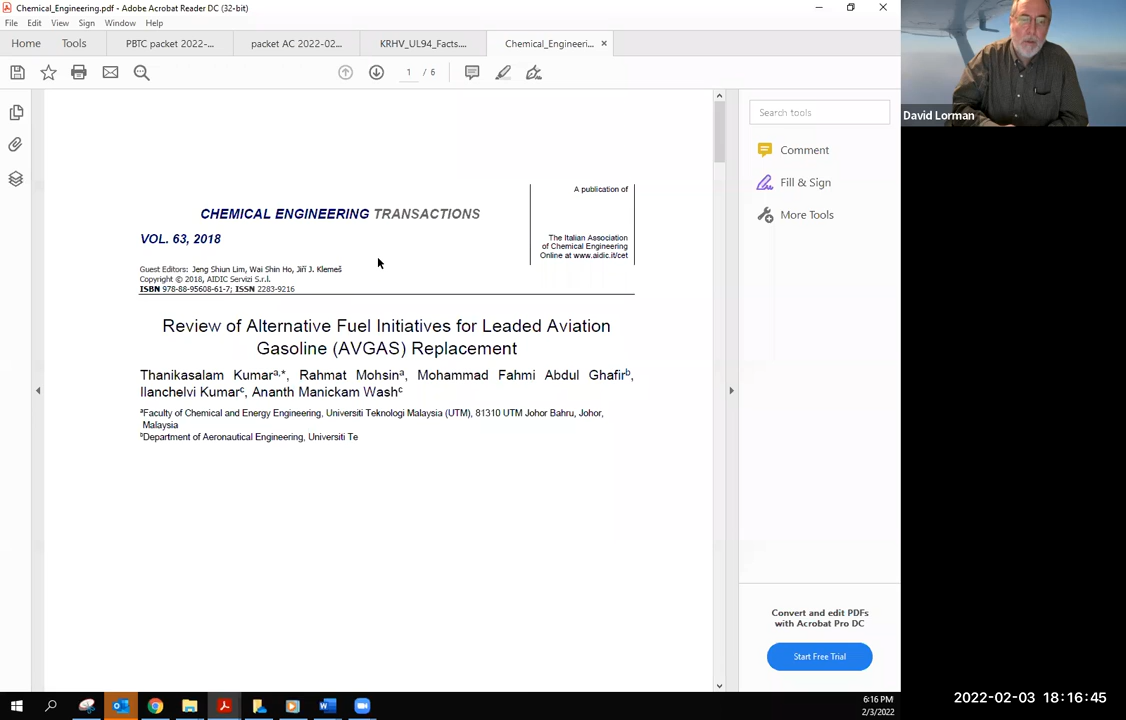 Chemical_Engineering.pdf - Adobe Acrobat Reader DC (32-bit)
File Edit View Sign Window Help
Home Tools PBTC packet 2022-... packet AC 2022-02... KRHV_UL94_Facts.... Chemical_Engineeri... ×
1 / 6
Search tools
Comment
Fill & Sign
More Tools
Convert and edit PDFs
with Acrobat Pro DC
Start Free Trial
A publication of
The Italian Association
of Chemical Engineering
Online at www.aidic.it/cet
CHEMICAL ENGINEERING TRANSACTIONS
VOL. 63, 2018
Guest Editors: Jeng Shiun Lim, Wai Shin Ho, Jiří J. Klemeš
Copyright © 2018, AIDIC Servizi S.r.l.
ISBN 978-88-95608-61-7; ISSN 2283-9216
Review of Alternative Fuel Initiatives for Leaded Aviation
Gasoline (AVGAS) Replacement
Thanikasalam Kumarᵃ,*, Rahmat Mohsinᵃ, Mohammad Fahmi Abdul Ghafirᵇ,
Ilanchelvi Kumarᶜ, Ananth Manickam Washᶜ
ᵃFaculty of Chemical and Energy Engineering, Universiti Teknologi Malaysia (UTM), 81310 UTM Johor Bahru, Johor,
Malaysia
ᵇDepartment of Aeronautical Engineering, Universiti Te
David Lorman
6:16 PM
2/3/2022
2022-02-03 18:16:45